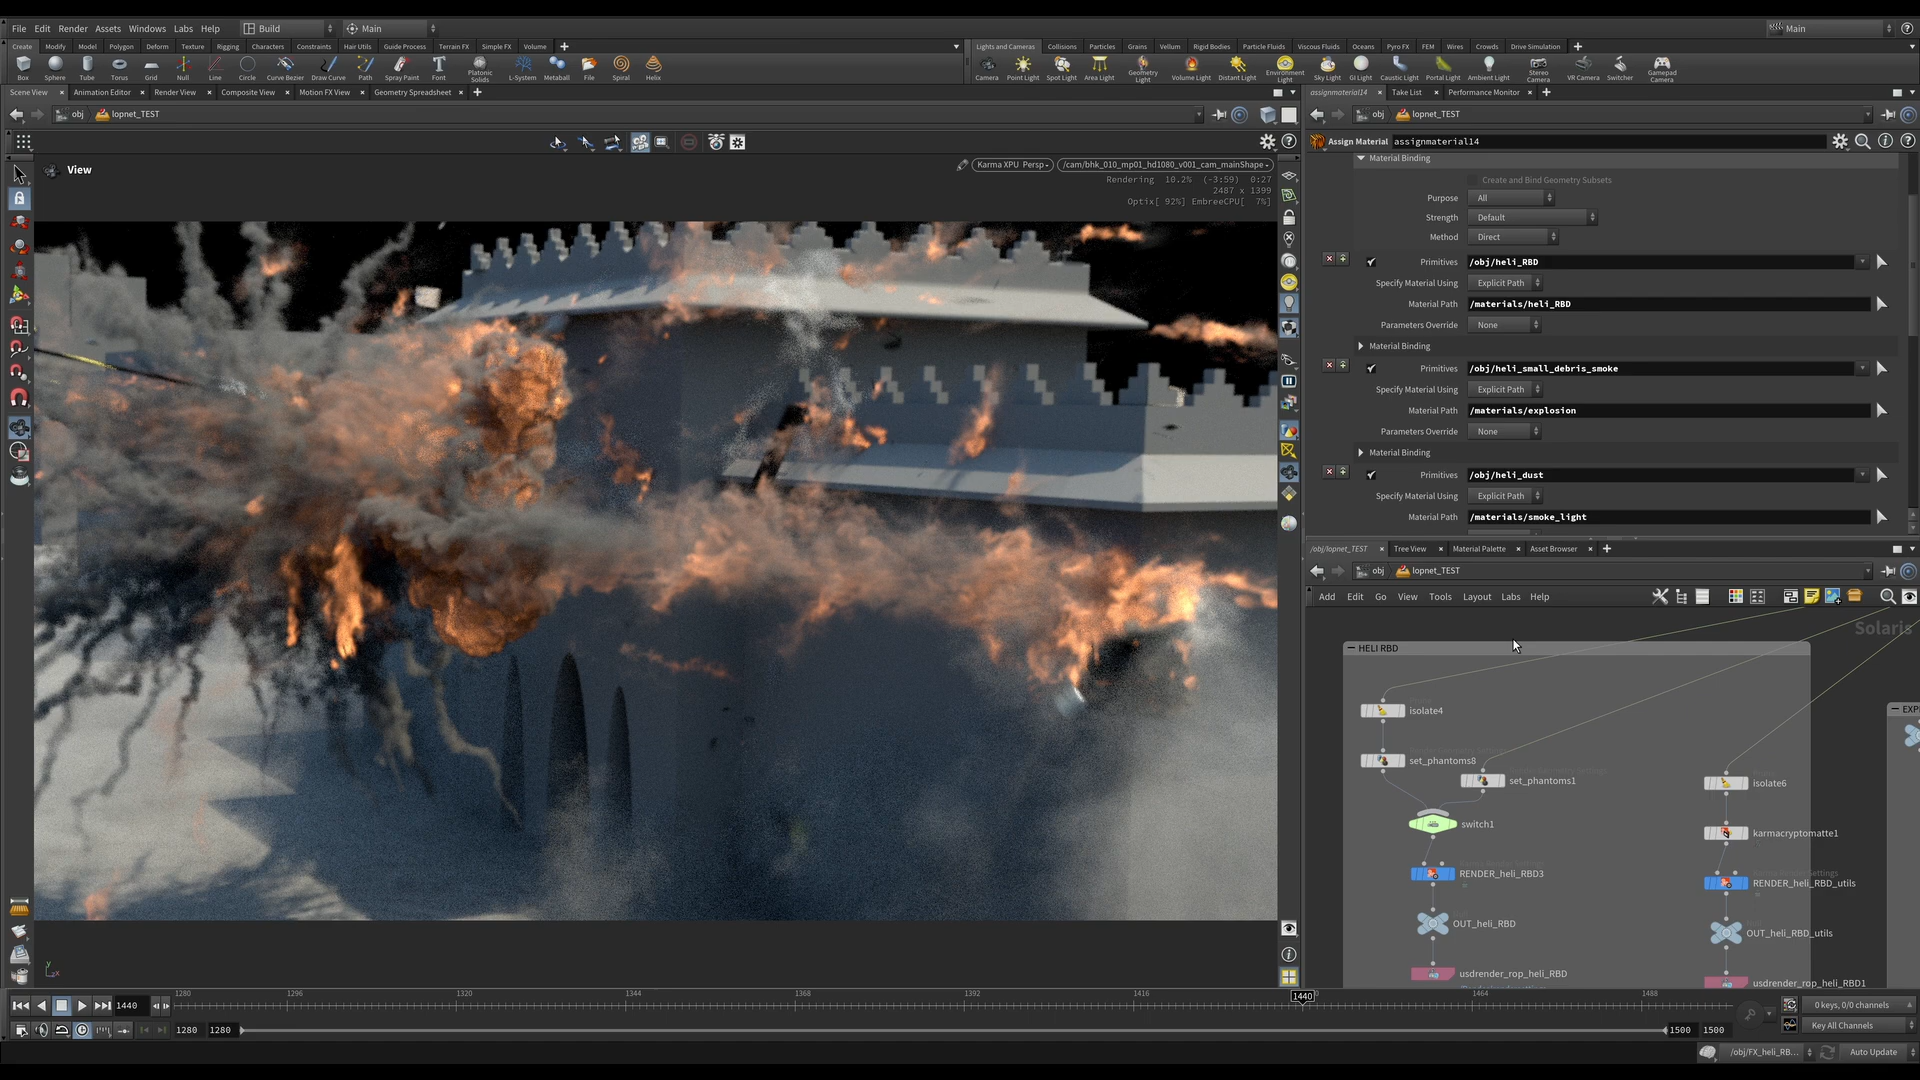 File Edit Render Assets Windows Labs Help Build Main Main
Create Modify Model Polygon Deform Texture Rigging Characters Constraints Hair Utils Guide Process Terrain FX Simple FX Volume
Lights and Cameras Collisions Particles Grains Vellum Rigid Bodies Particle Fluids Viscous Fluids Oceans Pyro FX FEM Wires Crowds Drive Simulation
Box Sphere Tube Torus Grid Null Line Circle Curve Bezier Draw Curve Path Spray Paint Font Platonic Solids L-System Metaball File Spiral Helix
Camera Point Light Spot Light Area Light Geometry Light Volume Light Distant Light Environment Light Sky Light GI Light Caustic Light Portal Light Ambient Light Stereo Camera VR Camera Switcher Gamepad Camera
Scene View Animation Editor Render View Composite View Motion FX View Geometry Spreadsheet
assignmaterial14 Take List Performance Monitor
obj lopnet_TEST
obj lopnet_TEST
Assign Material assignmaterial14
View
Karma XPU Persp /cam/bhk_010_mp01_hd1080_v001_cam_mainShape
Rendering 10.2% (-3:59) 0:27
2487 x 1399
Optix[ 92%] EmbreeCPU[ 7%]
Material Binding
Create and Bind Geometry Subsets
Purpose All
Strength Default
Method Direct
Primitives /obj/heli_RBD
Specify Material Using Explicit Path
Material Path /materials/heli_RBD
Parameters Override None
Material Binding
Primitives /obj/heli_small_debris_smoke
Specify Material Using Explicit Path
Material Path /materials/explosion
Parameters Override None
Material Binding
Primitives /obj/heli_dust
Specify Material Using Explicit Path
Material Path /materials/smoke_light
/obj/lopnet_TEST Tree View Material Palette Asset Browser
obj lopnet_TEST
Add Edit Go View Tools Layout Labs Help
Solaris
HELI RBD
isolate4
set_phantoms8
set_phantoms1
isolate6
switch1
karmacryptomatte1
RENDER_heli_RBD3
RENDER_heli_RBD_utils
OUT_heli_RBD
OUT_heli_RBD_utils
usdrender_rop_heli_RBD
usdrender_rop_heli_RBD1
EXP
y
x
1440
1280 1296 1320 1344 1368 1392 1416 1440 1464 1488
0 keys, 0/0 channels
1280 1280 1500 1500
Key All Channels
/obj/FX_heli_RB... Auto Update